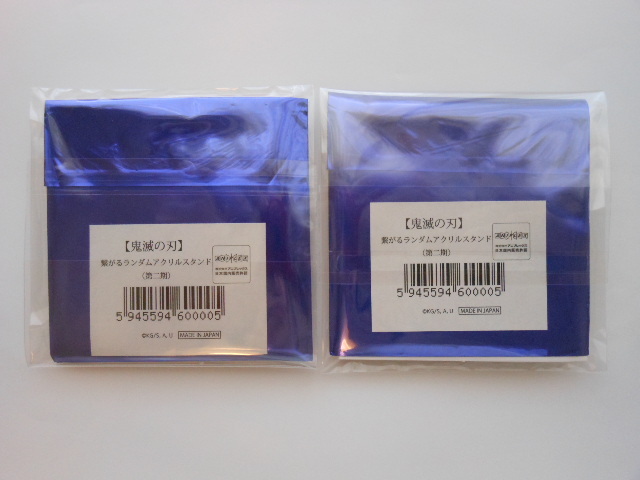 【鬼滅の刃】
繋がるランダムアクリルスタンド
(第二期)
5 945594 600005
©KG/S, A, U MADE IN JAPAN
【鬼滅の刃】
繋がるランダムアクリルスタンド
(第二期)
5 945594 600005
©KG/S, A, U MADE IN JAPAN